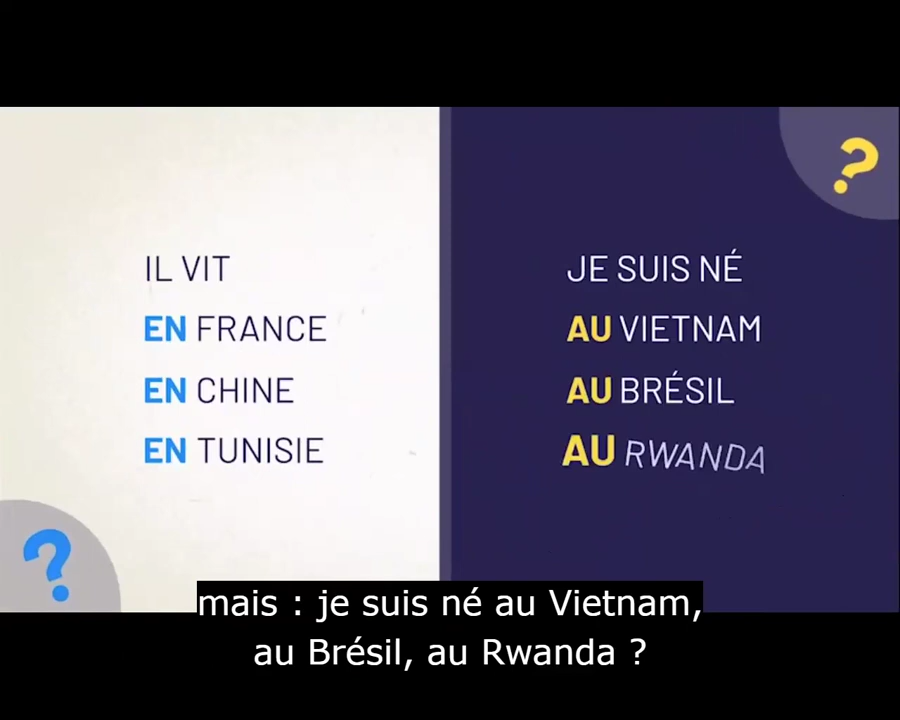 IL VIT
EN FRANCE
EN CHINE
EN TUNISIE
?
JE SUIS NÉ
AU VIETNAM
AU BRÉSIL
AU RWANDA
?
mais : je suis né au Vietnam,
au Brésil, au Rwanda ?